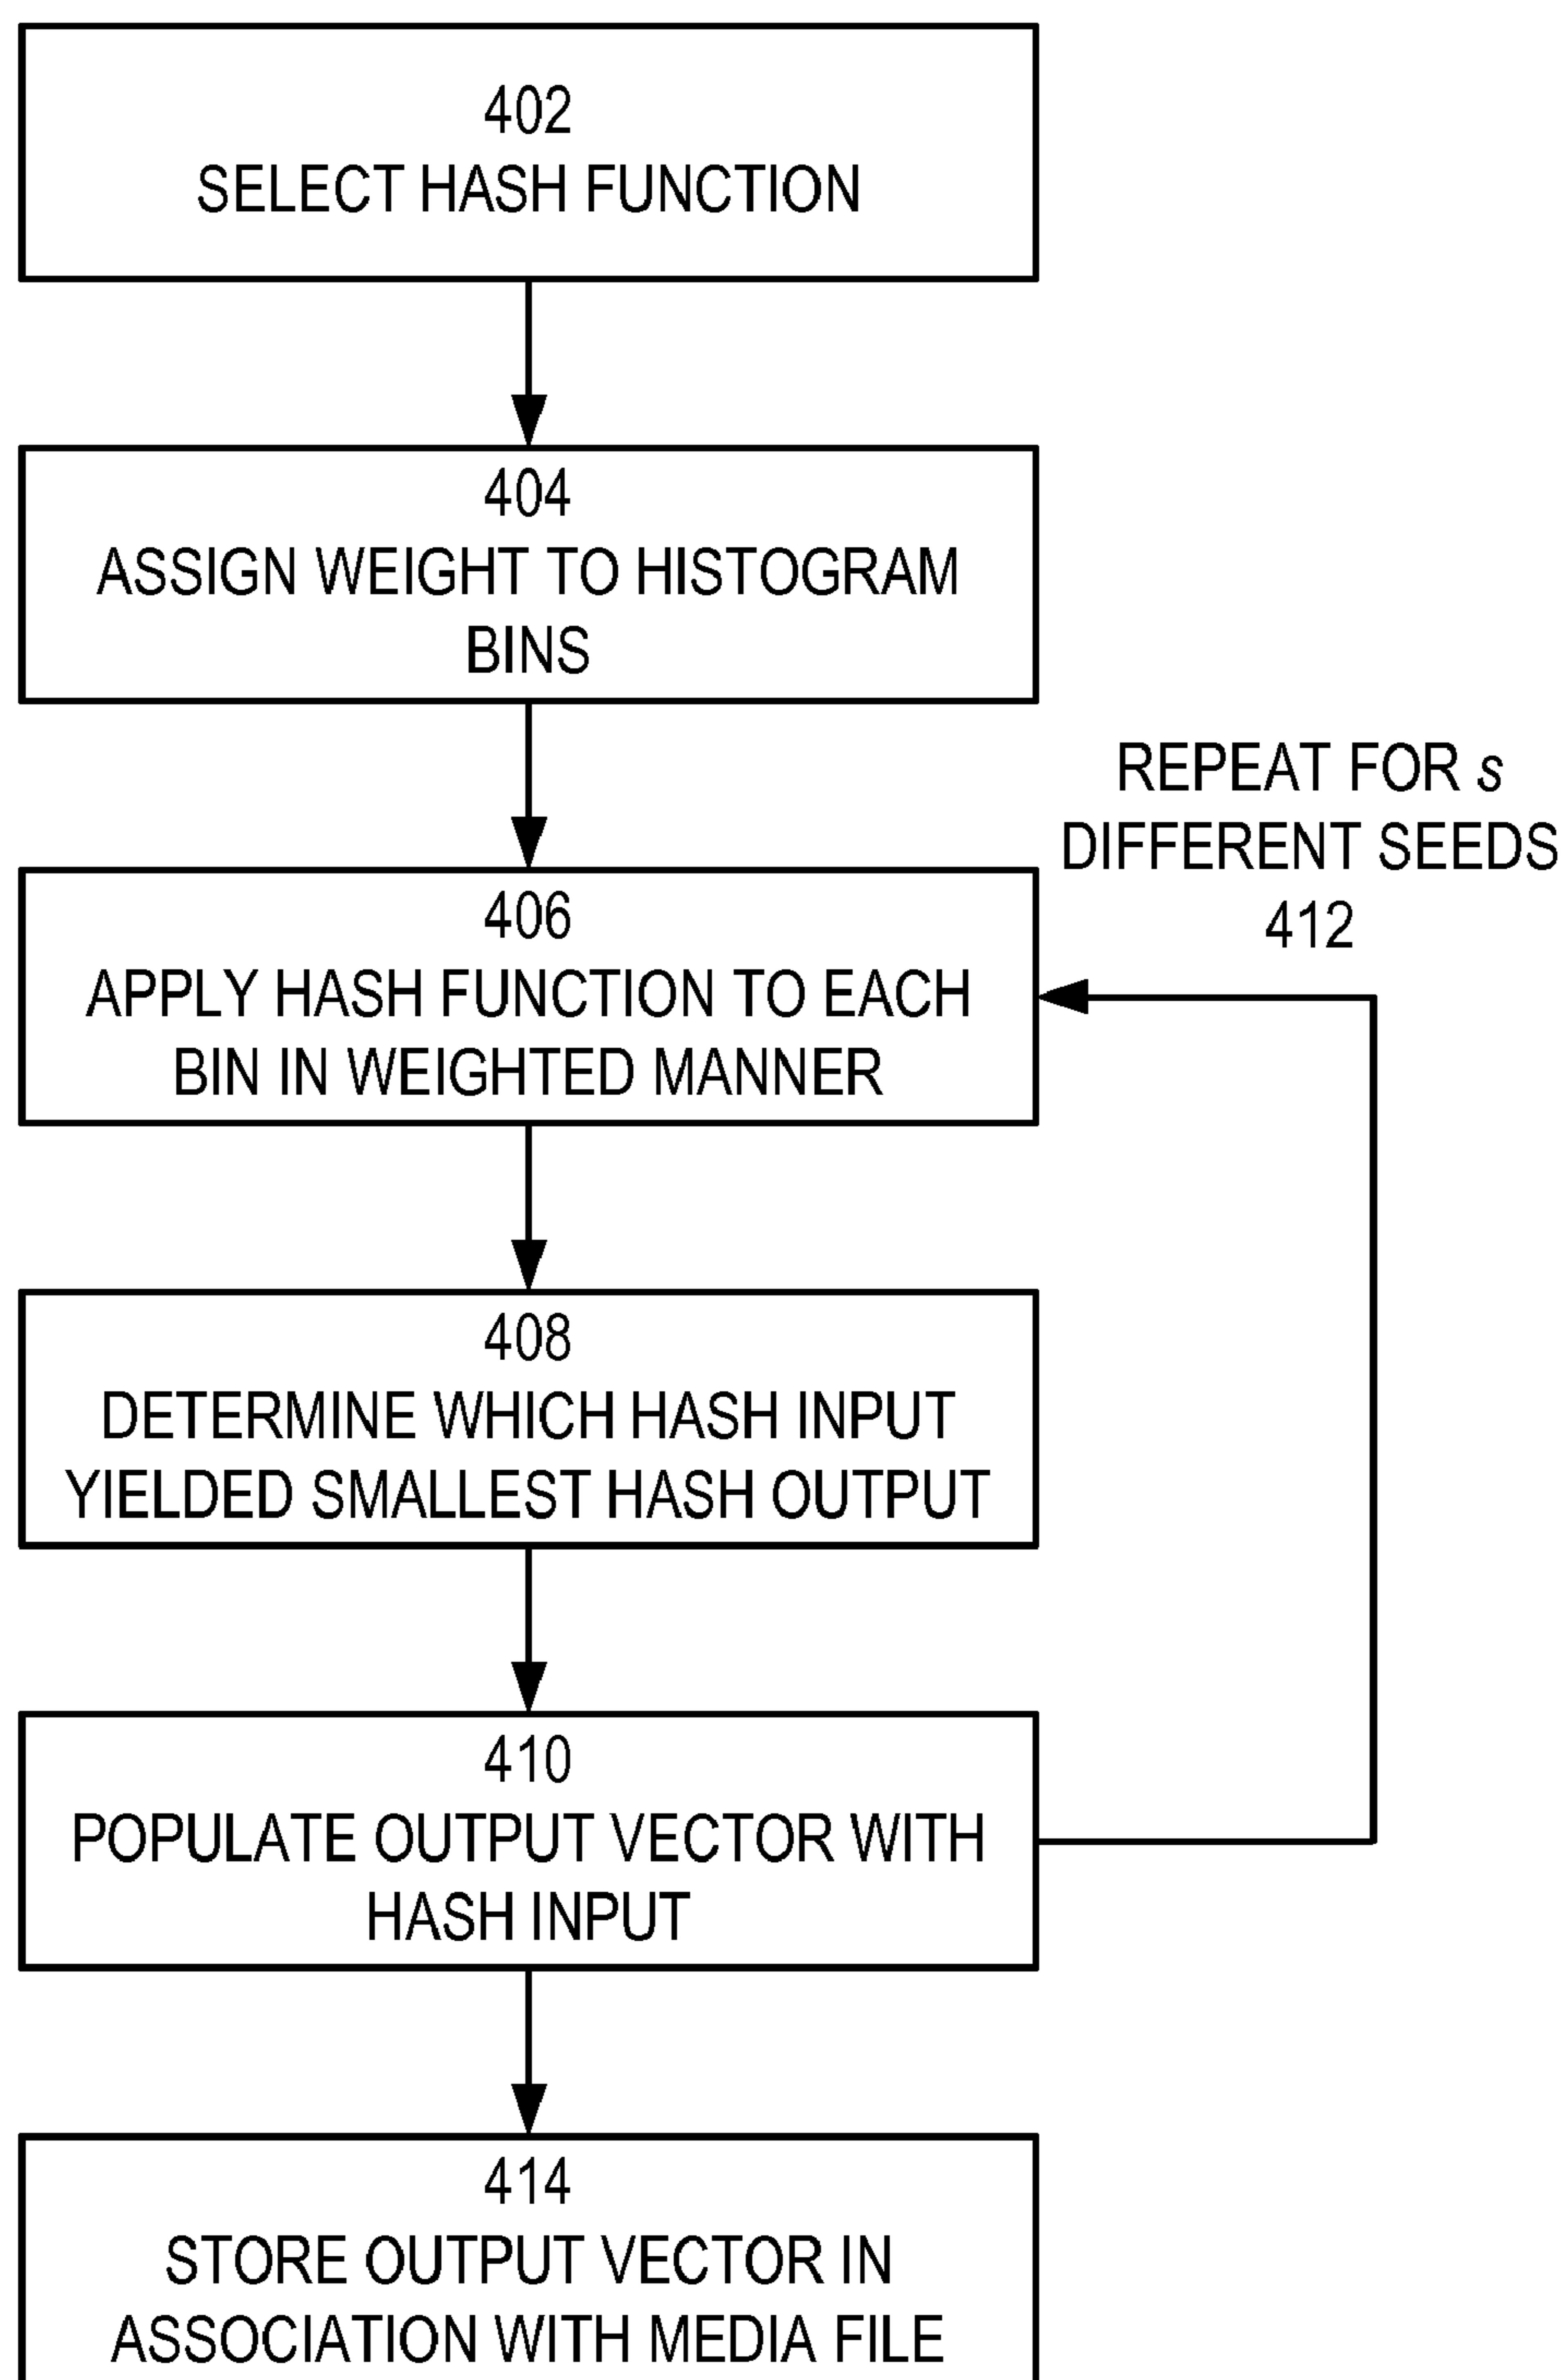 402
SELECT HASH FUNCTION
404
ASSIGN WEIGHT TO HISTOGRAM
BINS
REPEAT FOR s
DIFFERENT SEEDS
412
406
APPLY HASH FUNCTION TO EACH
BIN IN WEIGHTED MANNER
408
DETERMINE WHICH HASH INPUT
YIELDED SMALLEST HASH OUTPUT
410
POPULATE OUTPUT VECTOR WITH
HASH INPUT
414
STORE OUTPUT VECTOR IN
ASSOCIATION WITH MEDIA FILE